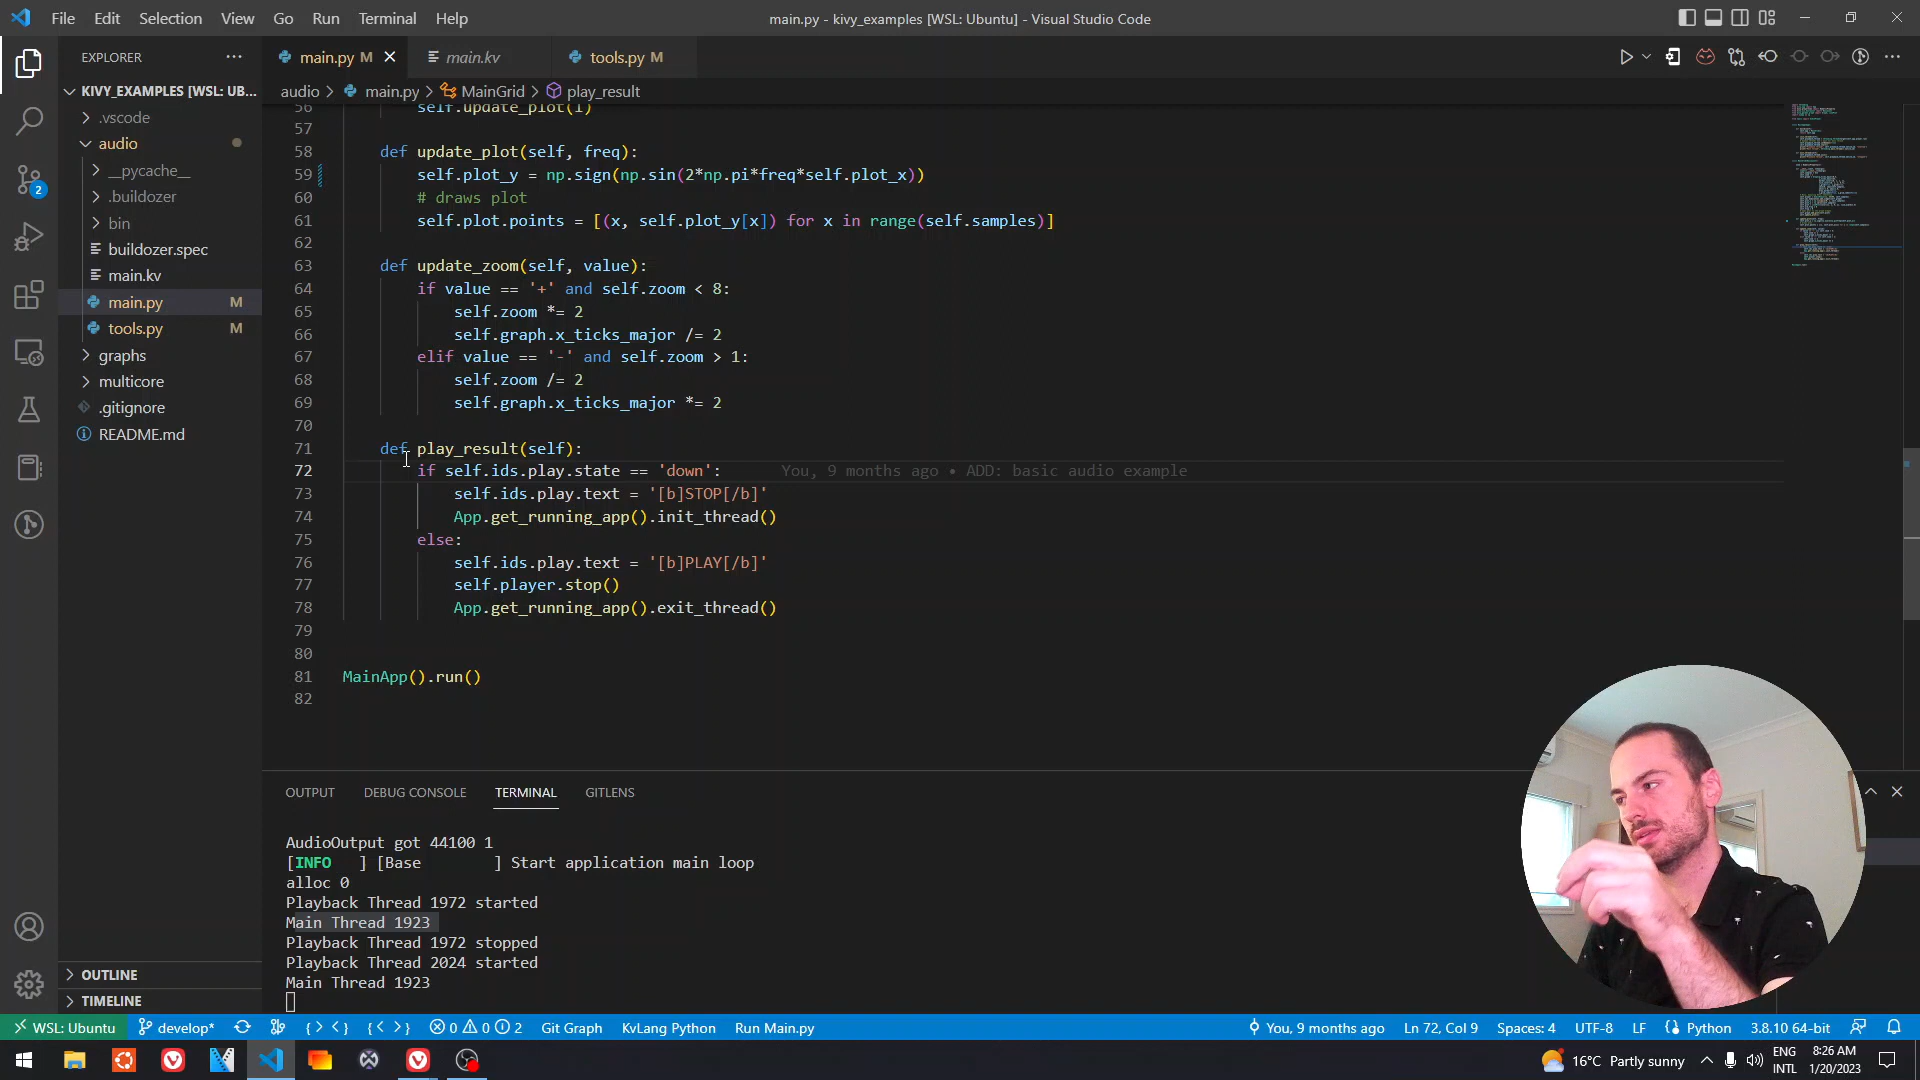 File Edit Selection View Go Run Terminal Help
main.py - kivy_examples [WSL: Ubuntu] - Visual Studio Code
EXPLORER
main.py M
main.kv
tools.py M
audio > main.py > MainGrid > play_result
KIVY_EXAMPLES [WSL: UB...
.vscode
audio
__pycache__
.buildozer
bin
buildozer.spec
main.kv
main.py M
tools.py M
graphs
multicore
.gitignore
README.md
OUTLINE
TIMELINE
2
56 self.update_plot(1)
57
58 def update_plot(self, freq):
59 self.plot_y = np.sign(np.sin(2*np.pi*freq*self.plot_x))
60 # draws plot
61 self.plot.points = [(x, self.plot_y[x]) for x in range(self.samples)]
62
63 def update_zoom(self, value):
64 if value == '+' and self.zoom < 8:
65 self.zoom *= 2
66 self.graph.x_ticks_major /= 2
67 elif value == '-' and self.zoom > 1:
68 self.zoom /= 2
69 self.graph.x_ticks_major *= 2
70
71 def play_result(self):
72 if self.ids.play.state == 'down': You, 9 months ago • ADD: basic audio example
73 self.ids.play.text = '[b]STOP[/b]'
74 App.get_running_app().init_thread()
75 else:
76 self.ids.play.text = '[b]PLAY[/b]'
77 self.player.stop()
78 App.get_running_app().exit_thread()
79
80
81 MainApp().run()
82
OUTPUT DEBUG CONSOLE TERMINAL GITLENS
AudioOutput got 44100 1
[INFO ] [Base ] Start application main loop
alloc 0
Playback Thread 1972 started
Main Thread 1923
Playback Thread 1972 stopped
Playback Thread 2024 started
Main Thread 1923
WSL: Ubuntu develop* 0 0 2 Git Graph KvLang Python Run Main.py You, 9 months ago Ln 72, Col 9 Spaces: 4 UTF-8 LF Python 3.8.10 64-bit
16°C Partly sunny
ENG
INTL
8:26 AM
1/20/2023